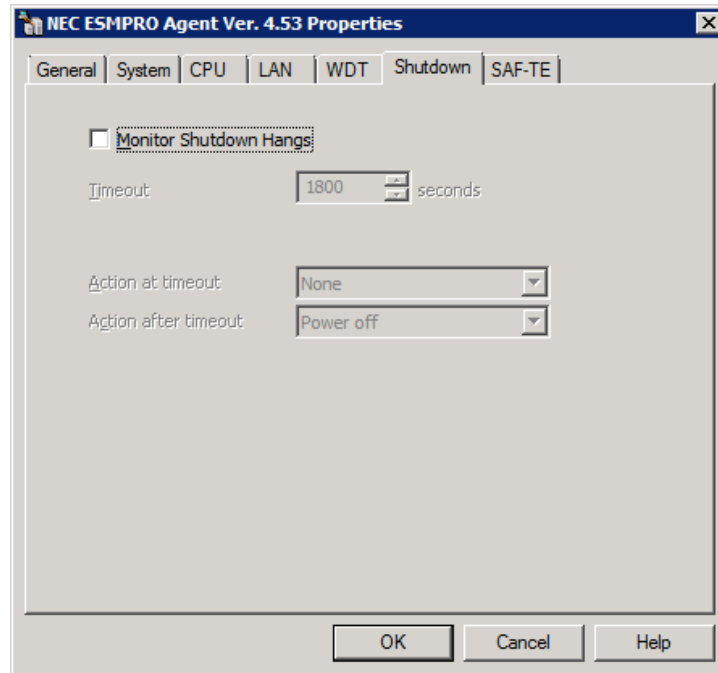 NEC ESMPRO Agent Ver. 4.53 Properties
General System CPU LAN WDT Shutdown SAF-TE
Monitor Shutdown Hangs
Timeout 1800 seconds
Action at timeout None
Action after timeout Power off
OK Cancel Help